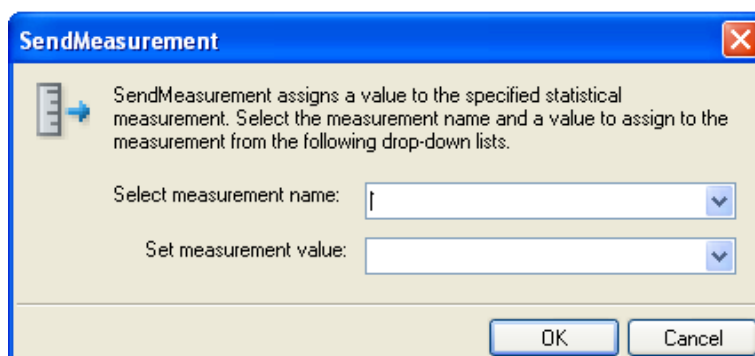 SendMeasurement
SendMeasurement assigns a value to the specified statistical
measurement. Select the measurement name and a value to assign to the
measurement from the following drop-down lists.
Select measurement name:
Set measurement value:
OK Cancel